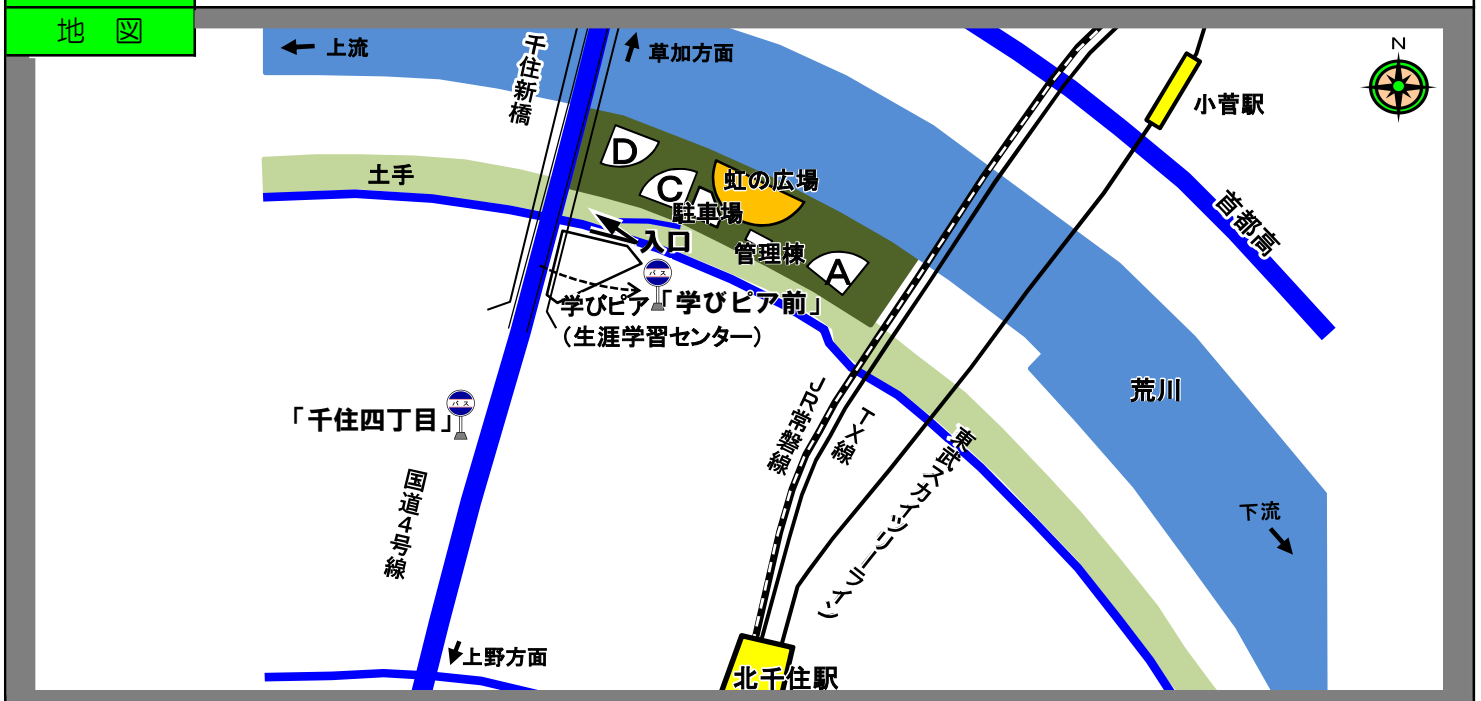 地 図
N
上流
千住新橋
草加方面
小菅駅
D
C
虹の広場
土手
駐車場
首都高
入口
管理棟
A
バス
学びピア
「学びピア前」
(生涯学習センター)
荒川
JR常磐線
TX線
バス
「千住四丁目」
東武スカイツリーライン
国道4号線
下流
上野方面
北千住駅